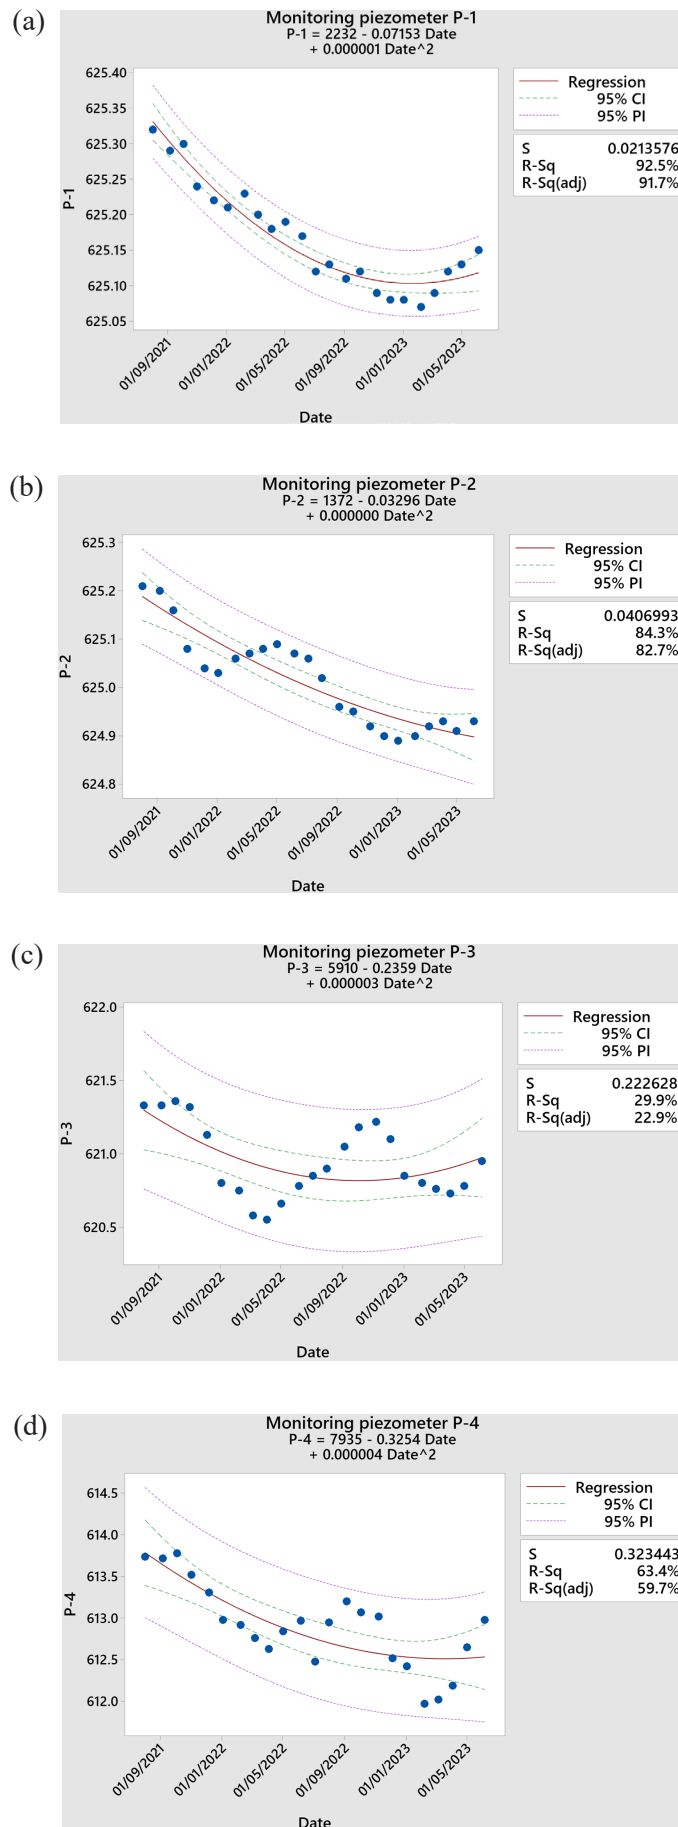 (a)
Monitoring piezometer P-1
P-1 = 2232 - 0.07153 Date
+ 0.000001 Date^2
625.40
625.35
625.30
625.25
625.20
625.15
625.10
625.05
P-1
01/09/2021
01/01/2022
01/05/2022
01/09/2022
01/01/2023
01/05/2023
Date
Regression
95% CI
95% PI
S 0.0213576
R-Sq 92.5%
R-Sq(adj) 91.7%
(b)
Monitoring piezometer P-2
P-2 = 1372 - 0.03296 Date
+ 0.000000 Date^2
625.3
625.2
625.1
625.0
624.9
624.8
P-2
01/09/2021
01/01/2022
01/05/2022
01/09/2022
01/01/2023
01/05/2023
Date
Regression
95% CI
95% PI
S 0.0406993
R-Sq 84.3%
R-Sq(adj) 82.7%
(c)
Monitoring piezometer P-3
P-3 = 5910 - 0.2359 Date
+ 0.000003 Date^2
622.0
621.5
621.0
620.5
P-3
01/09/2021
01/01/2022
01/05/2022
01/09/2022
01/01/2023
01/05/2023
Date
Regression
95% CI
95% PI
S 0.222628
R-Sq 29.9%
R-Sq(adj) 22.9%
(d)
Monitoring piezometer P-4
P-4 = 7935 - 0.3254 Date
+ 0.000004 Date^2
614.5
614.0
613.5
613.0
612.5
612.0
P-4
01/09/2021
01/01/2022
01/05/2022
01/09/2022
01/01/2023
01/05/2023
Date
Regression
95% CI
95% PI
S 0.323443
R-Sq 63.4%
R-Sq(adj) 59.7%